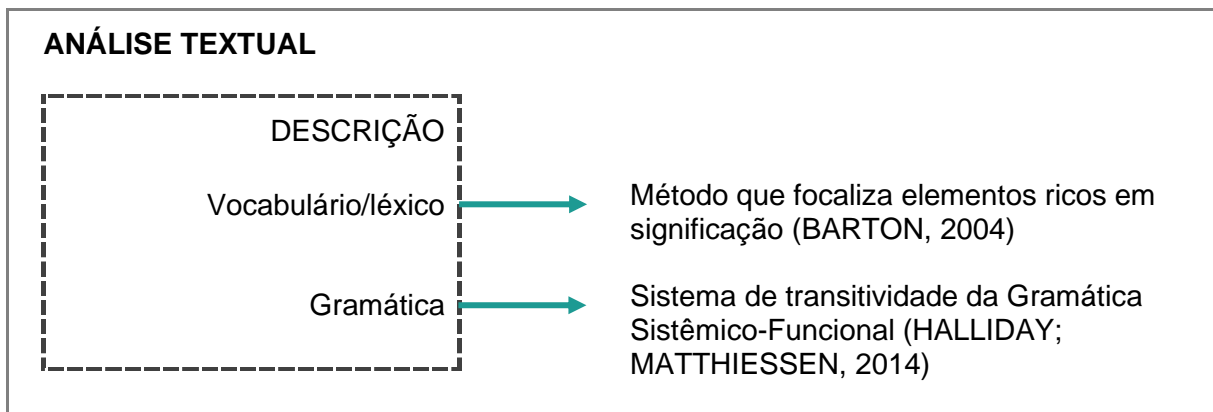 ANÁLISE TEXTUAL
DESCRIÇÃO
Vocabulário/léxico
Método que focaliza elementos ricos em
significação (BARTON, 2004)
Gramática
Sistema de transitividade da Gramática
Sistêmico-Funcional (HALLIDAY;
MATTHIESSEN, 2014)